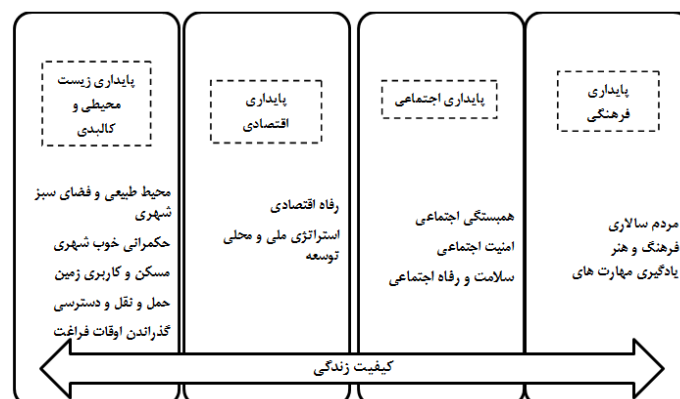 پایداری
فرهنگی
مردم سالاری
فرهنگ و هنر
یادگیری مهارت های
پایداری اجتماعی
همبستگی اجتماعی
امنیت اجتماعی
سلامت و رفاه اجتماعی
پایداری
اقتصادی
رفاه اقتصادی
استراتژی ملی و محلی
توسعه
پایداری زیست
محیطی و
کالبدی
محیط طبیعی و فضای سبز
شهری
حکمرانی خوب شهری
مسکن و کاربری زمین
حمل و نقل و دسترسی
گذراندن اوقات فراغت
کیفیت زندگی